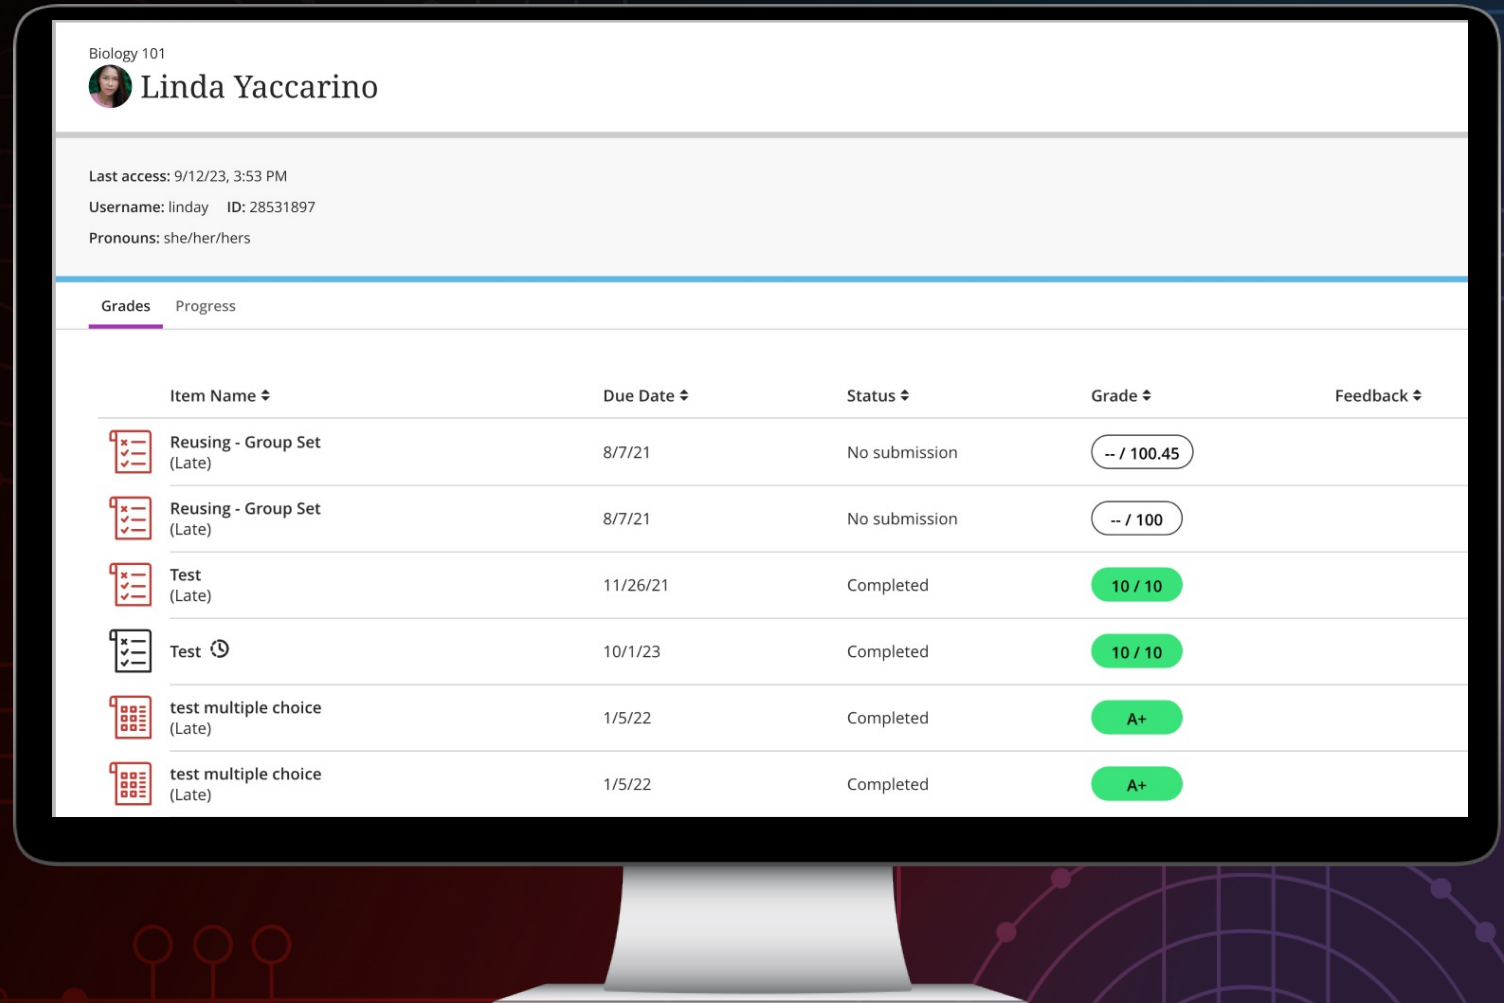 Biology 101
Linda Yaccarino
Last access: 9/12/23, 3:53 PM
Username: linday ID: 28531897
Pronouns: she/her/hers
Grades Progress
Item Name Due Date Status Grade Feedback
Reusing - Group Set
(Late)
8/7/21 No submission -- / 100.45
Reusing - Group Set
(Late)
8/7/21 No submission -- / 100
Test
(Late)
11/26/21 Completed 10 / 10
Test 10/1/23 Completed 10 / 10
test multiple choice
(Late)
1/5/22 Completed A+
test multiple choice
(Late)
1/5/22 Completed A+